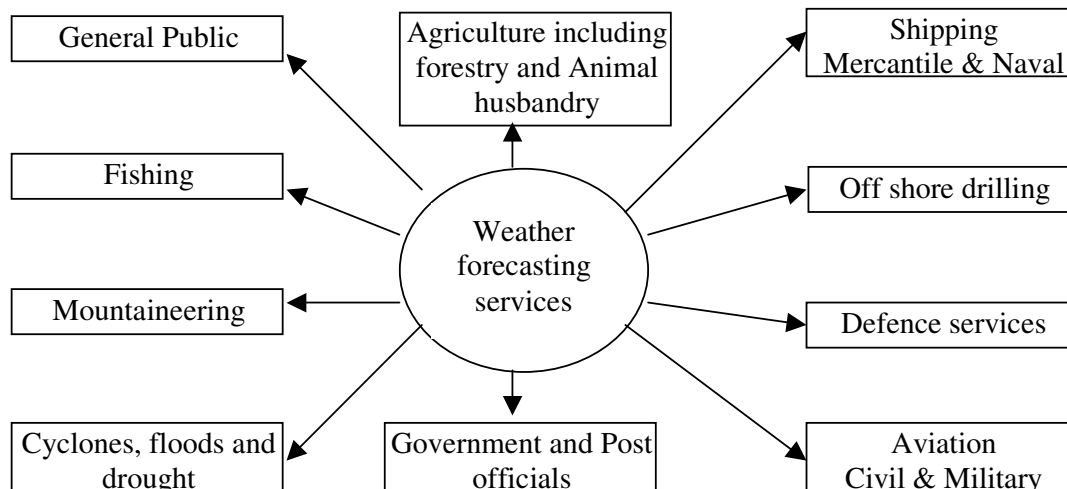 General Public
Agriculture including
forestry and Animal
husbandry
Shipping
Mercantile & Naval
Fishing
Weather
forecasting
services
Off shore drilling
Mountaineering
Defence services
Cyclones, floods and
drought
Government and Post
officials
Aviation
Civil & Military